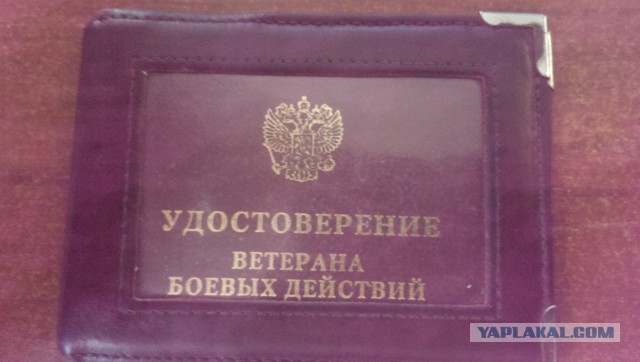 УДОСТОВЕРЕНИЕ
ВЕТЕРАНА
БОЕВЫХ ДЕЙСТВИЙ
YAPLAKAL.COM